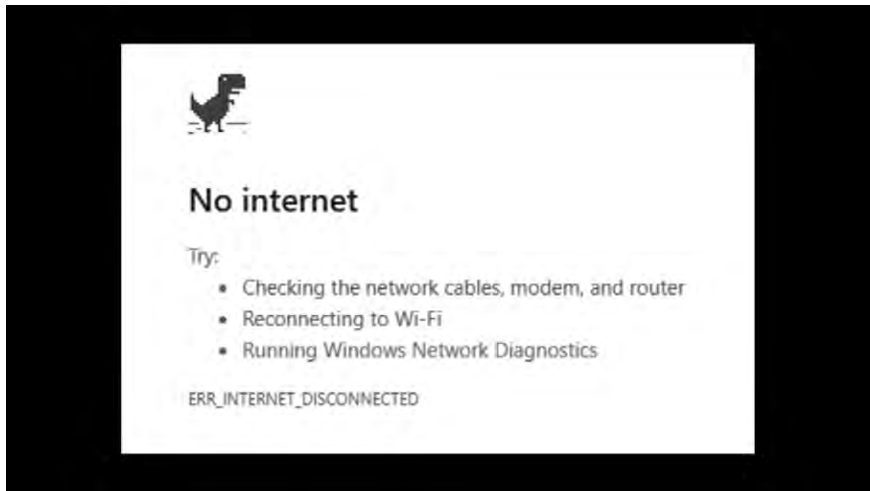 No internet
Try:
• Checking the network cables, modem, and router
• Reconnecting to Wi-Fi
• Running Windows Network Diagnostics
ERR_INTERNET_DISCONNECTED